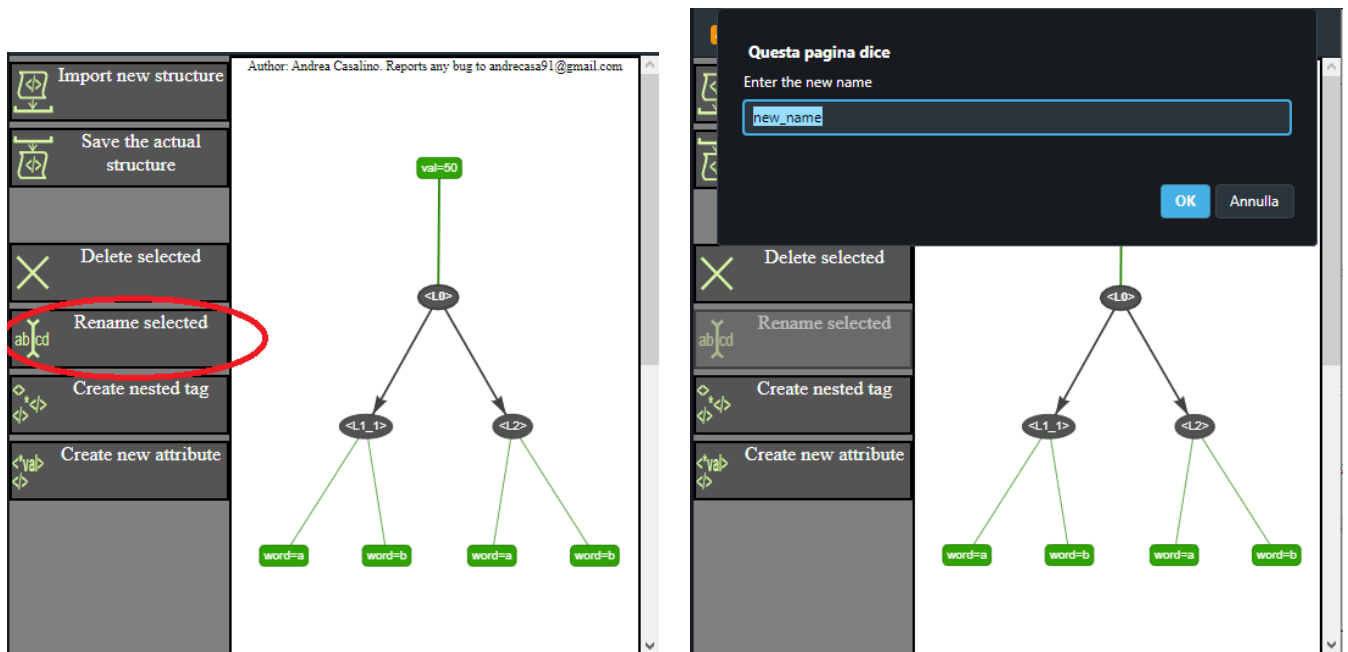 Author: Andrea Casalino. Reports any bug to andrecasa91@gmail.com
Import new structure
Save the actual
structure
Delete selected
Rename selected
ab cd
Create nested tag
Create new attribute
<*val>
</>
val=50
<L0>
<L1_1>
<L2>
word=a
word=b
word=a
word=b
Questa pagina dice
Enter the new name
new_name
OK
Annulla
Delete selected
Rename selected
ab cd
Create nested tag
Create new attribute
<*val>
</>
<L0>
<L1_1>
<L2>
word=a
word=b
word=a
word=b